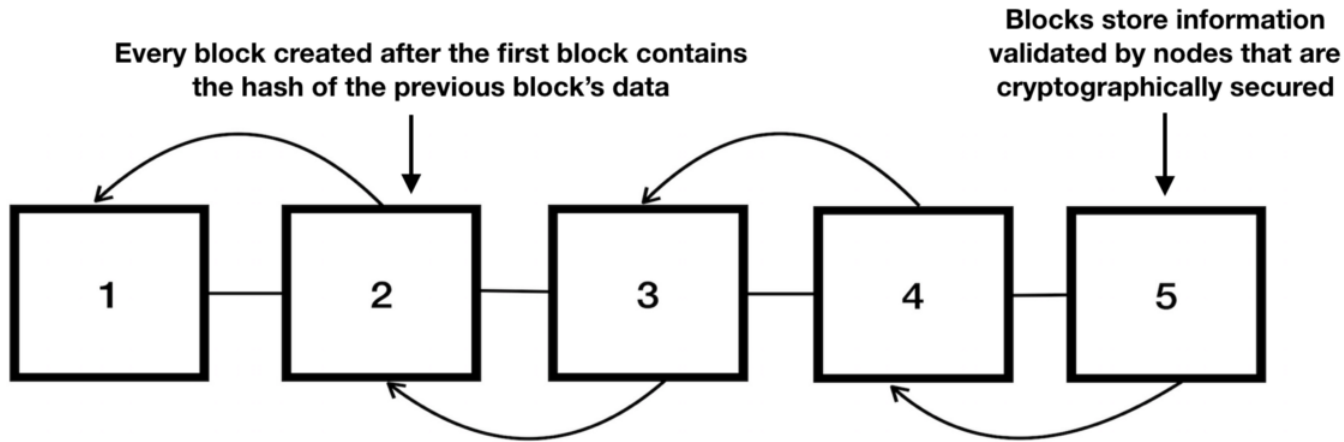 Every block created after the first block contains
the hash of the previous block’s data
Blocks store information
validated by nodes that are
cryptographically secured
1
2
3
4
5